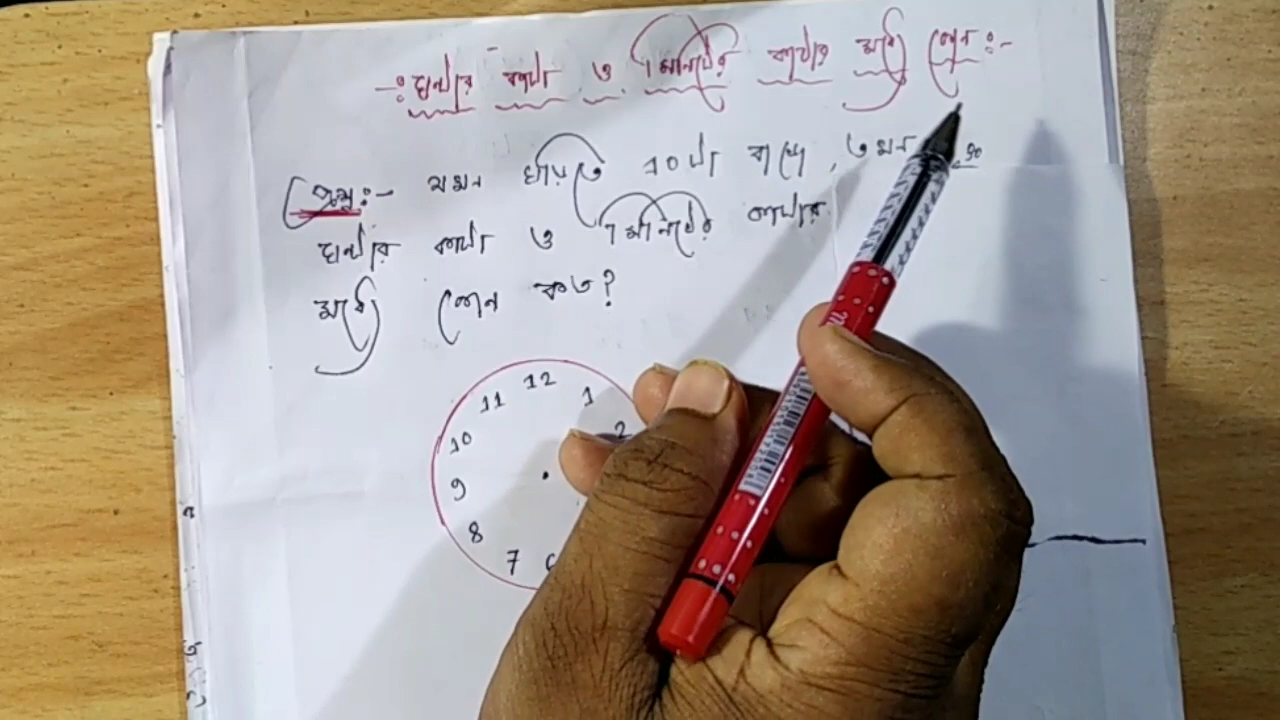 -ঃ ঘন্টার কাটা ও মিনিটের কাটার মধ্যে কোন ঃ-
প্রশ্ন ঃ- যখন ঘড়িতে ১০টা বাজে, তখন
ঘন্টার কাটা ও মিনিটের কাটার
মধ্যে কোন কত?
12
11 1
10 2
9
8
7